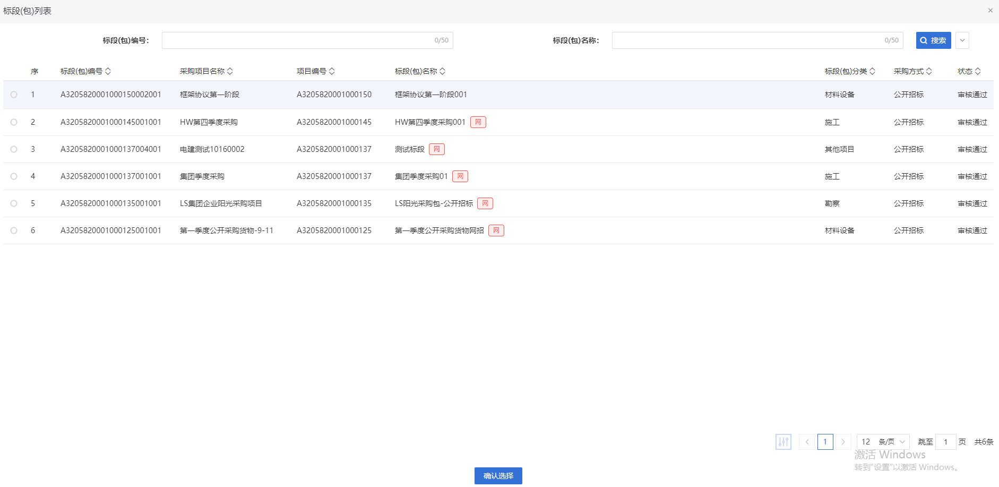 标段(包)列表
标段(包)编号： 0/50 标段(包)名称： 0/50 搜索
序 标段(包)编号 采购项目名称 项目编号 标段(包)名称 标段(包)分类 采购方式 状态
1 A3205820001000150002001 框架协议第一阶段 A3205820001000150 框架协议第一阶段001 材料设备 公开招标 审核通过
2 A3205820001000145001001 HW第四季度采购 A3205820001000145 HW第四季度采购001 网 施工 公开招标 审核通过
3 A3205820001000137004001 电建测试10160002 A3205820001000137 测试标段 网 其他项目 公开招标 审核通过
4 A3205820001000137001001 集团季度采购 A3205820001000137 集团季度采购01 网 施工 公开招标 审核通过
5 A3205820001000135001001 LS集团企业阳光采购项目 A3205820001000135 LS阳光采购包-公开招标 网 勘察 公开招标 审核通过
6 A3205820001000125001001 第一季度公开采购货物-9-11 A3205820001000125 第一季度公开采购货物网招 网 材料设备 公开招标 审核通过
1 12 条/页 跳至 1 页 共6条
激活 Windows
转到"设置"以激活 Windows。
确认选择